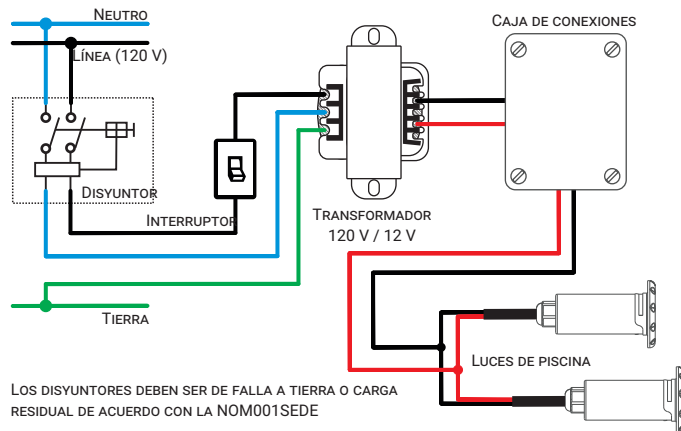 NEUTRO
LÍNEA (120 V)
CAJA DE CONEXIONES
DISYUNTOR
INTERRUPTOR
TRANSFORMADOR
120 V / 12 V
TIERRA
LUCES DE PISCINA
LOS DISYUNTORES DEBEN SER DE FALLA A TIERRA O CARGA
RESIDUAL DE ACUERDO CON LA NOM001SEDE